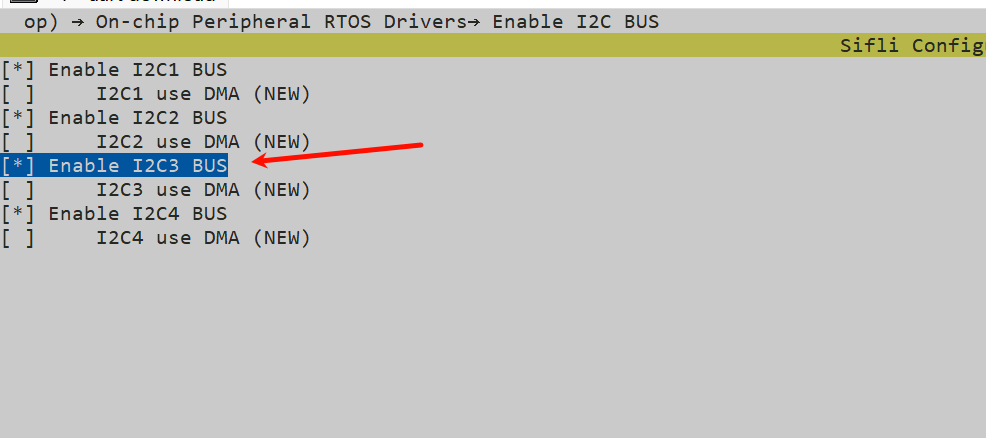 op) → On-chip Peripheral RTOS Drivers→ Enable I2C BUS
Sifli Config
[*] Enable I2C1 BUS
[ ]     I2C1 use DMA (NEW)
[*] Enable I2C2 BUS
[ ]     I2C2 use DMA (NEW)
[*] Enable I2C3 BUS
[ ]     I2C3 use DMA (NEW)
[*] Enable I2C4 BUS
[ ]     I2C4 use DMA (NEW)